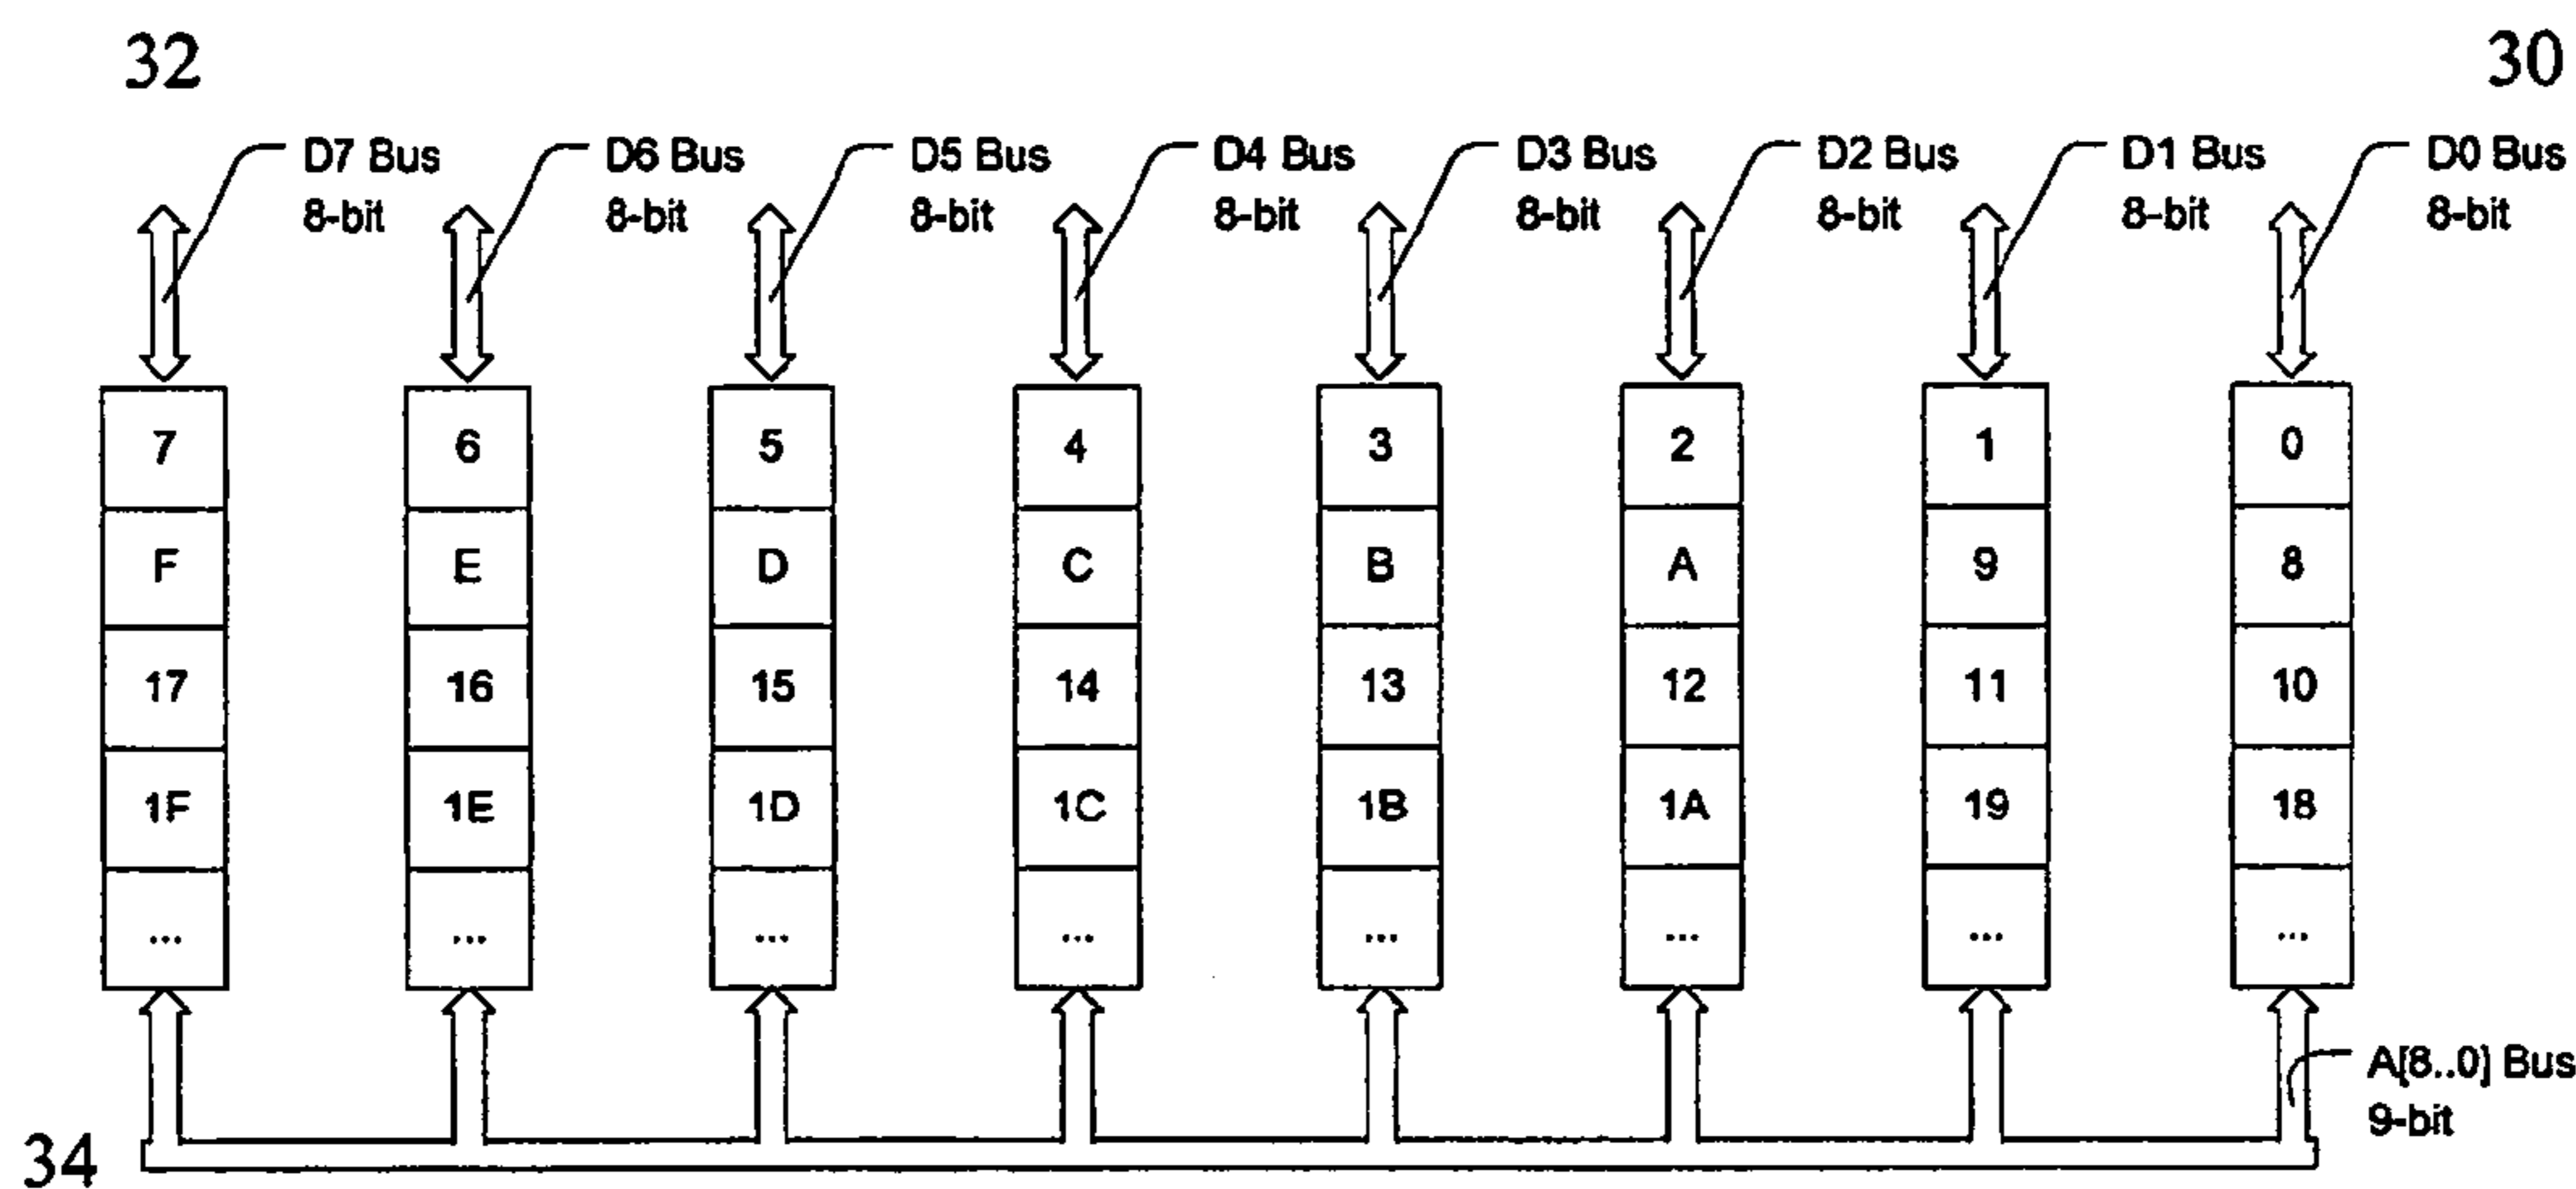 32 30
D7 Bus D6 Bus D5 Bus D4 Bus D3 Bus D2 Bus D1 Bus D0 Bus
8-bit 8-bit 8-bit 8-bit 8-bit 8-bit 8-bit 8-bit
7 6 5 4 3 2 1 0
F E D C B A 9 8
17 16 15 14 13 12 11 10
1F 1E 1D 1C 1B 1A 19 18
... ... ... ... ... ... ... ...
A[8..0] Bus
9-bit
34